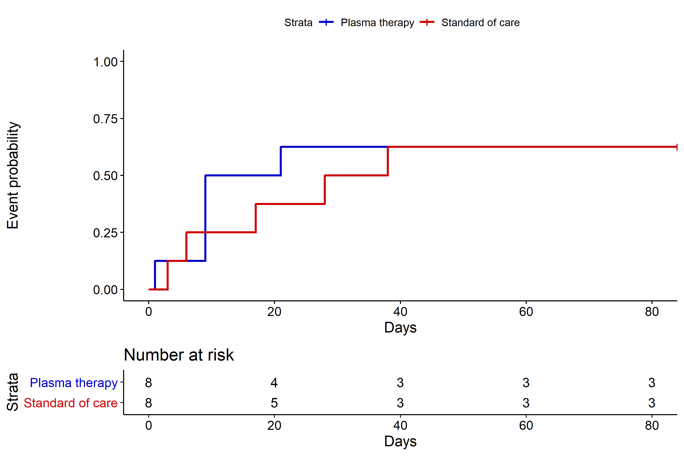 Strata Plasma therapy Standard of care
1.00
0.75
0.50
0.25
0.00
Event probability
0 20 40 60 80
Days
Number at risk
Strata
Plasma therapy 8 4 3 3 3
Standard of care 8 5 3 3 3
0 20 40 60 80
Days